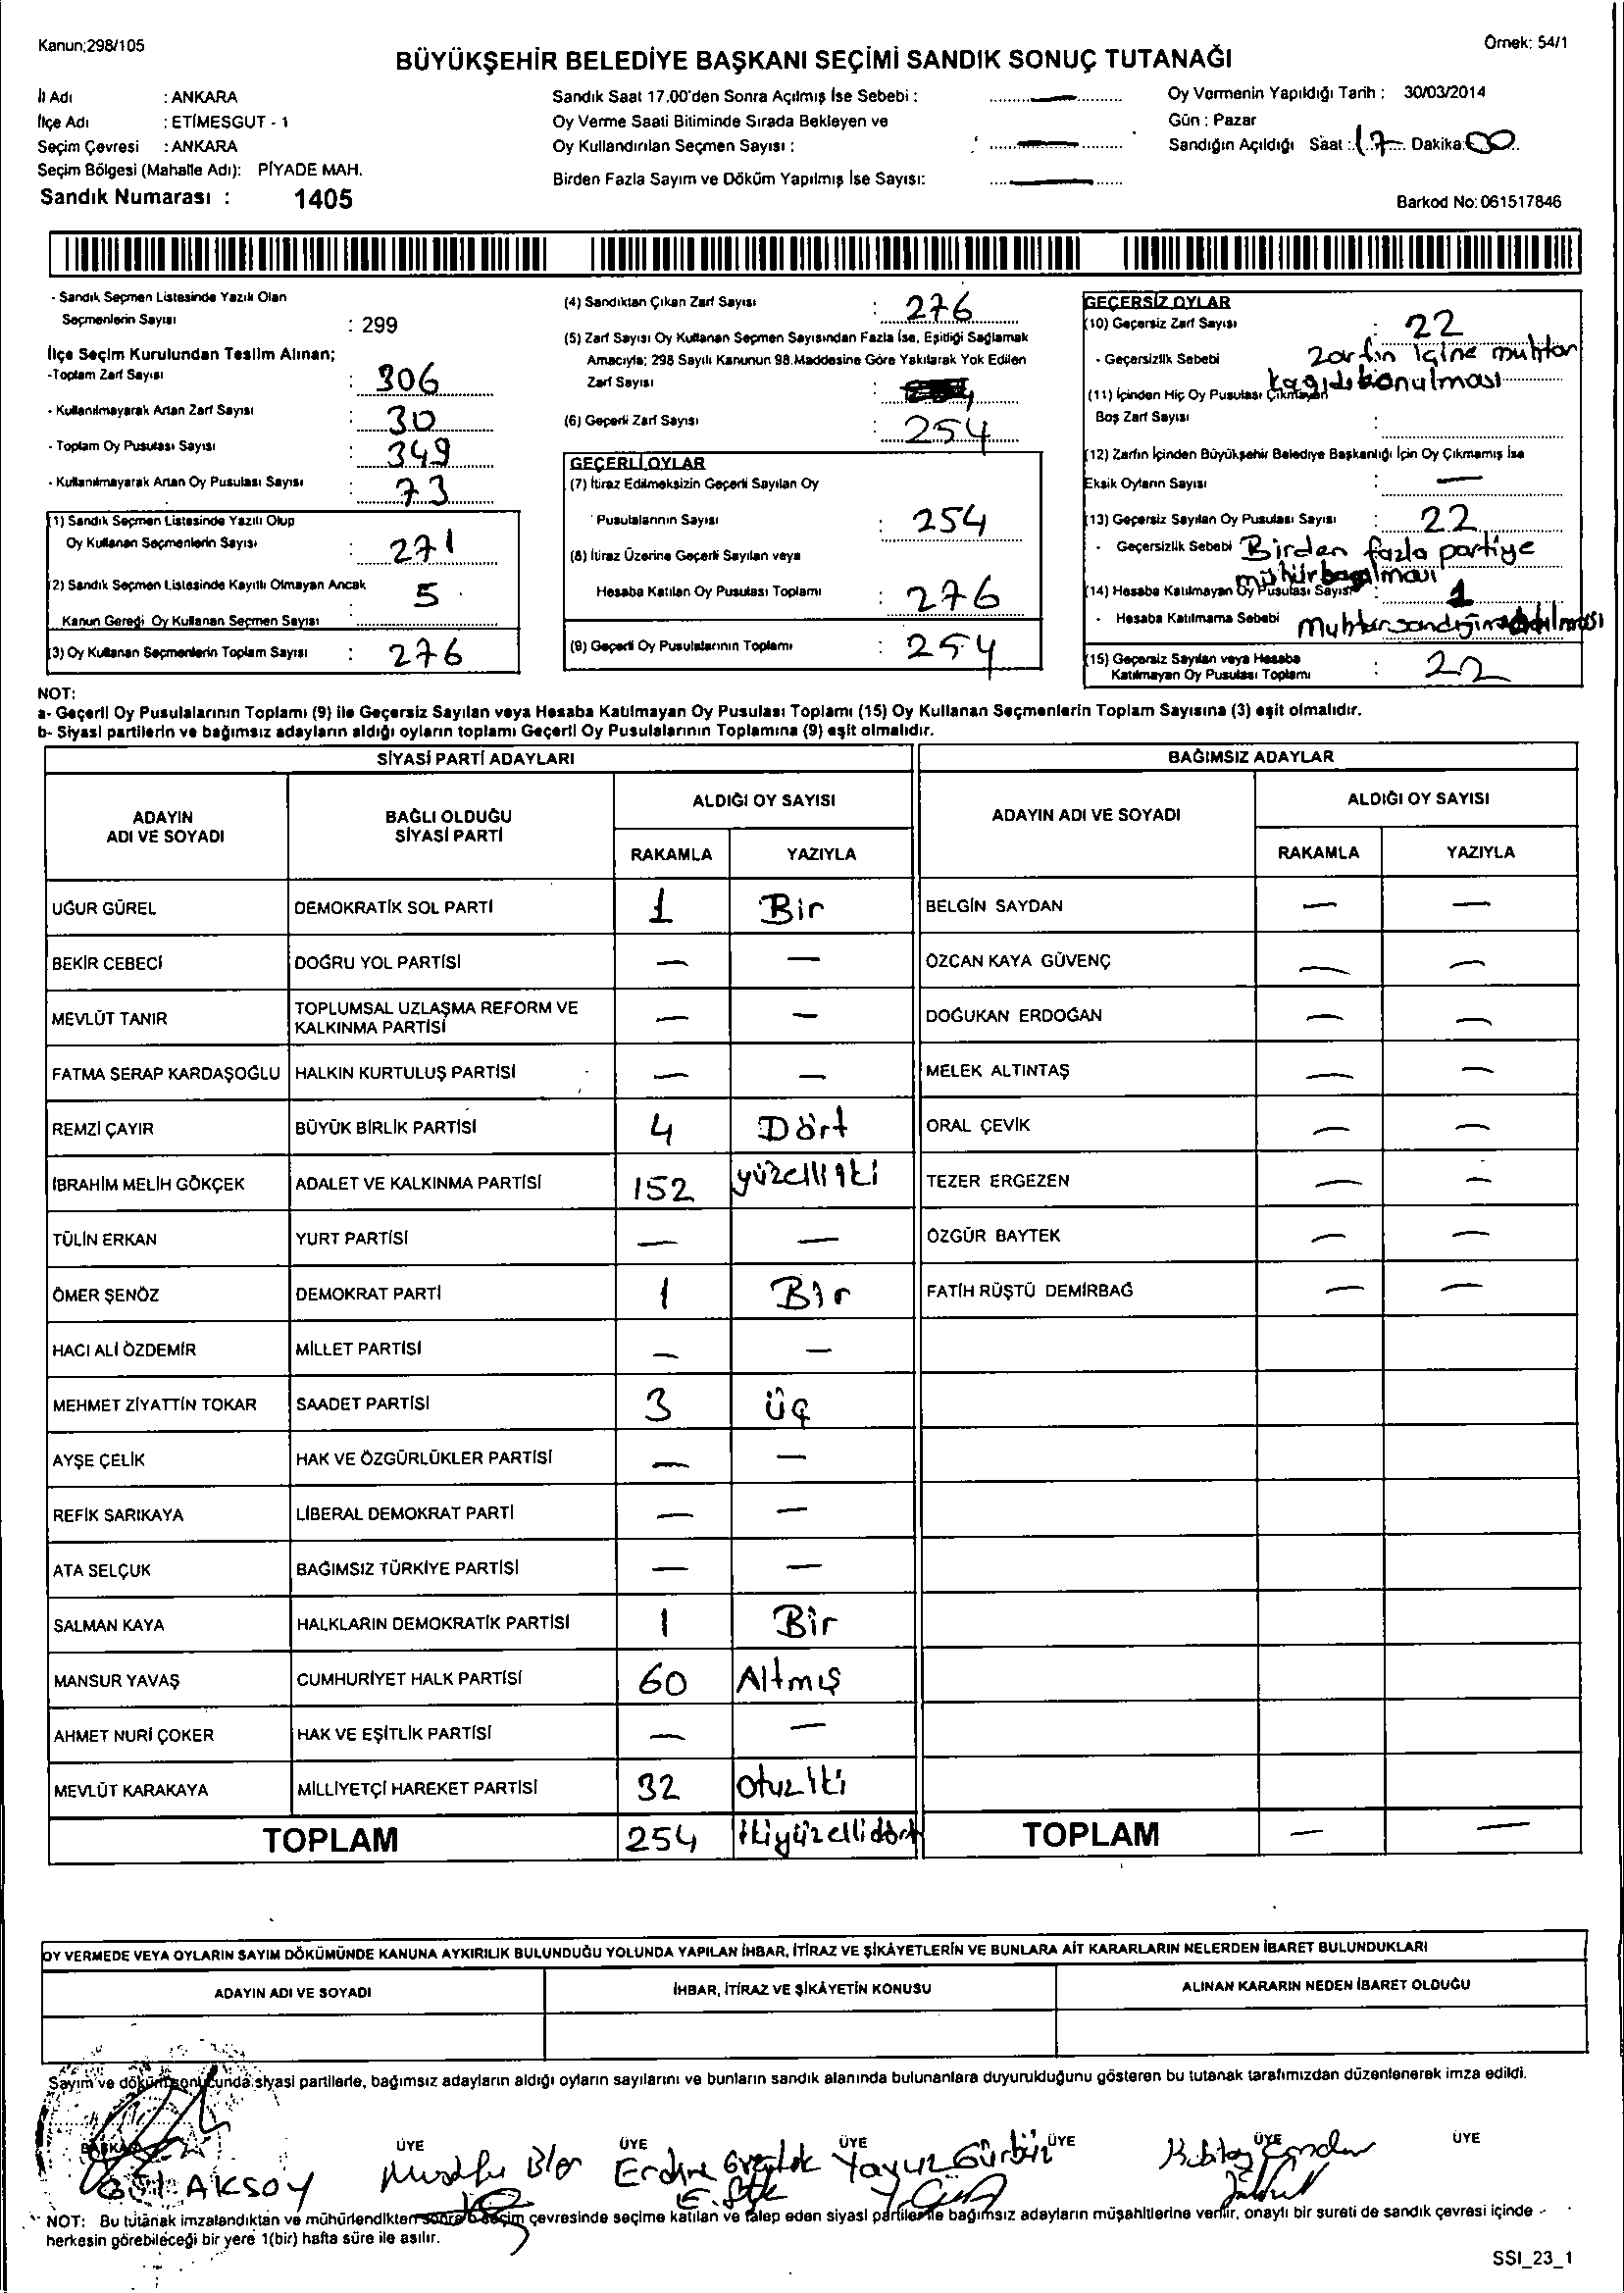 Kanun;298/105
Örnek: 54/1
BÜYÜKŞEHİR BELEDİYE BAŞKANI SEÇİMİ SANDIK SONUÇ TUTANAĞI
İl Adı : ANKARA
İlçe Adı : ETİMESGUT - 1
Seçim Çevresi : ANKARA
Seçim Bölgesi (Mahalle Adı): PİYADE MAH.
Sandık Numarası : 1405
Sandık Saat 17.00'den Sonra Açılmış İse Sebebi : —
Oy Verme Saati Bitiminde Sırada Bekleyen ve
Oy Kullandırılan Seçmen Sayısı : —
Birden Fazla Sayım ve Döküm Yapılmış İse Sayısı: —
Oy Vermenin Yapıldığı Tarih : 30/03/2014
Gün : Pazar
Sandığın Açıldığı Saat : 17 Dakika: 00
Barkod No: 061517846
- Sandık Seçmen Listesinde Yazılı Olan
Seçmenlerin Sayısı : 299
İlçe Seçim Kurulundan Teslim Alınan;
-Toplam Zarf Sayısı : 306
- Kullanılmayarak Artan Zarf Sayısı : 30
- Toplam Oy Pusulası Sayısı : 349
- Kullanılmayarak Artan Oy Pusulası Sayısı : 73
(1) Sandık Seçmen Listesinde Yazılı Olup
Oy Kullanan Seçmenlerin Sayısı : 271
(2) Sandık Seçmen Listesinde Kayıtlı Olmayan Ancak
Kanun Gereği Oy Kullanan Seçmen Sayısı : 5
(3) Oy Kullanan Seçmenlerin Toplam Sayısı : 276
(4) Sandıktan Çıkan Zarf Sayısı : 276
(5) Zarf Sayısı Oy Kullanan Seçmen Sayısından Fazla İse, Eşitliği Sağlamak
Amacıyla; 298 Sayılı Kanunun 98.Maddesine Göre Yakılarak Yok Edilen
Zarf Sayısı :
(6) Geçerli Zarf Sayısı : 254
GEÇERLİ OYLAR
(7) İtiraz Edilmeksizin Geçerli Sayılan Oy
Pusulalarının Sayısı : 254
(8) İtiraz Üzerine Geçerli Sayılan veya
Hesaba Katılan Oy Pusulası Toplamı : 276
(9) Geçerli Oy Pusulalarının Toplamı : 254
GEÇERSİZ OYLAR
(10) Geçersiz Zarf Sayısı : 22
- Geçersizlik Sebebi zarfın içine muhtar
kağıdı konulması
(11) İçinden Hiç Oy Pusulası Çıkmayan
Boş Zarf Sayısı :
(12) Zarfın İçinden Büyükşehir Belediye Başkanlığı İçin Oy Çıkmamış İse
Eksik Oyların Sayısı : —
(13) Geçersiz Sayılan Oy Pusulası Sayısı : 22
- Geçersizlik Sebebi Birden fazla partiye
mühür basılması
(14) Hesaba Katılmayan Oy Pusulası Sayısı : 1
- Hesaba Katılmama Sebebi muhtar sandığına
(15) Geçersiz Sayılan veya Hesaba
Katılmayan Oy Pusulası Toplamı : 22
NOT:
a- Geçerli Oy Pusulalarının Toplamı (9) ile Geçersiz Sayılan veya Hesaba Katılmayan Oy Pusulası Toplamı (15) Oy Kullanan Seçmenlerin Toplam Sayısına (3) eşit olmalıdır.
b- Siyasi partilerin ve bağımsız adayların aldığı oyların toplamı Geçerli Oy Pusulalarının Toplamına (9) eşit olmalıdır.
SİYASİ PARTİ ADAYLARI BAĞIMSIZ ADAYLAR
ADAYIN
ADI VE SOYADI
BAĞLI OLDUĞU
SİYASİ PARTİ
ALDIĞI OY SAYISI
RAKAMLA YAZIYLA
ADAYIN ADI VE SOYADI
ALDIĞI OY SAYISI
RAKAMLA YAZIYLA
UĞUR GÜREL DEMOKRATİK SOL PARTİ 1 Bir BELGİN SAYDAN — —
BEKİR CEBECİ DOĞRU YOL PARTİSİ — — ÖZCAN KAYA GÜVENÇ — —
MEVLÜT TANIR TOPLUMSAL UZLAŞMA REFORM VE
KALKINMA PARTİSİ — — DOĞUKAN ERDOĞAN — —
FATMA SERAP KARDAŞOĞLU HALKIN KURTULUŞ PARTİSİ — — MELEK ALTINTAŞ — —
REMZİ ÇAYIR BÜYÜK BİRLİK PARTİSİ 4 Dört ORAL ÇEVİK — —
İBRAHİM MELİH GÖKÇEK ADALET VE KALKINMA PARTİSİ 152 yüzelliiki TEZER ERGEZEN — —
TÜLİN ERKAN YURT PARTİSİ — — ÖZGÜR BAYTEK — —
ÖMER ŞENÖZ DEMOKRAT PARTİ 1 Bir FATİH RÜŞTÜ DEMİRBAĞ — —
HACI ALİ ÖZDEMİR MİLLET PARTİSİ — —
MEHMET ZİYATTİN TOKAR SAADET PARTİSİ 3 üç
AYŞE ÇELİK HAK VE ÖZGÜRLÜKLER PARTİSİ — —
REFİK SARIKAYA LİBERAL DEMOKRAT PARTİ — —
ATA SELÇUK BAĞIMSIZ TÜRKİYE PARTİSİ — —
SALMAN KAYA HALKLARIN DEMOKRATİK PARTİSİ 1 Bir
MANSUR YAVAŞ CUMHURİYET HALK PARTİSİ 60 Altmış
AHMET NURİ ÇOKER HAK VE EŞİTLİK PARTİSİ — —
MEVLÜT KARAKAYA MİLLİYETÇİ HAREKET PARTİSİ 32 otuziki
TOPLAM 254 ikiyüzellidört TOPLAM — —
OY VERMEDE VEYA OYLARIN SAYIM DÖKÜMÜNDE KANUNA AYKIRILIK BULUNDUĞU YOLUNDA YAPILAN İHBAR, İTİRAZ VE ŞİKÂYETLERİN VE BUNLARA AİT KARARLARIN NELERDEN İBARET BULUNDUKLARI
ADAYIN ADI VE SOYADI İHBAR, İTİRAZ VE ŞİKÂYETİN KONUSU ALINAN KARARIN NEDEN İBARET OLDUĞU
Sayım ve döküm sonucunda siyasi partilerle, bağımsız adayların aldığı oyların sayılarını ve bunların sandık alanında bulunanlara duyurulduğunu gösteren bu tutanak tarafımızdan düzenlenerek imza edildi.
BAŞKAN ÜYE ÜYE ÜYE ÜYE ÜYE ÜYE
AKSOY Yavuz Gürbüz
NOT: Bu tutanak imzalandıktan ve mühürlendikten sonra o seçim çevresinde seçime katılan ve talep eden siyasi partilerle bağımsız adayların müşahitlerine verilir, onaylı bir sureti de sandık çevresi içinde
herkesin görebileceği bir yere 1(bir) hafta süre ile asılır.
SSI_23_1